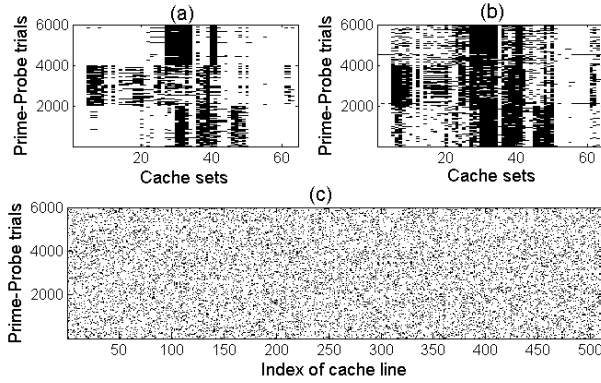 (a)
(b)
Prime-Probe trials
6000
4000
2000
20
40
60
Cache sets
Prime-Probe trials
6000
4000
2000
20
40
60
Cache sets
(c)
Prime-Probe trials
6000
4000
2000
50
100
150
200
250
300
350
400
450
500
Index of cache line